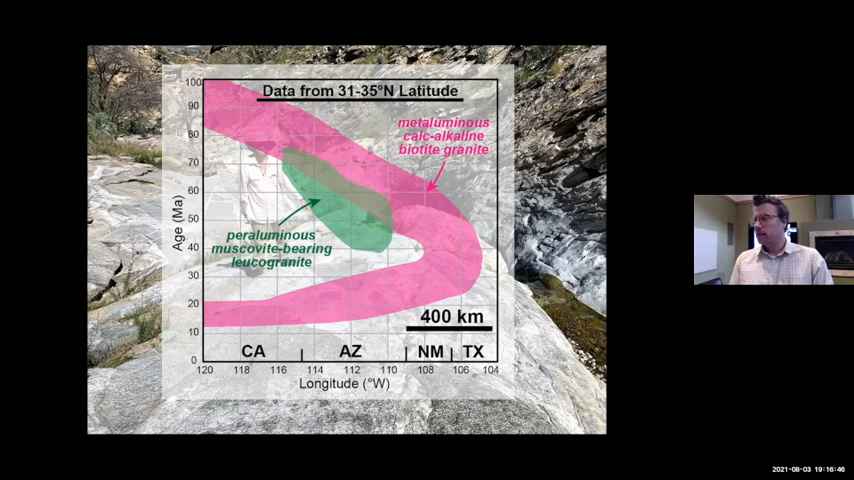 Data from 31-35°N Latitude
metaluminous
calc-alkaline
biotite granite
peraluminous
muscovite-bearing
leucogranite
Age (Ma)
100
90
80
70
60
50
40
30
20
10
0
400 km
CA
AZ
NM
TX
120 118 116 114 112 110 108 106 104
Longitude (°W)
2021-08-03 19:16:46